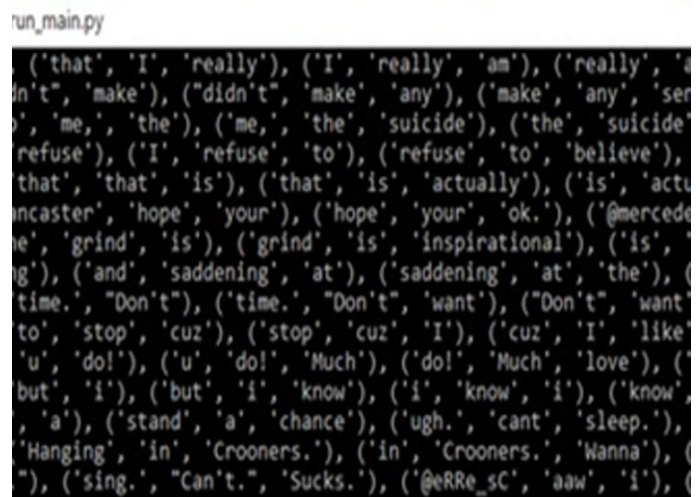 run_main.py
, ('that', 'I', 'really'), ('I', 'really', 'am'), ('really', 'a
dn't", 'make'), ("didn't", 'make', 'any'), ('make', 'any', 'sen
', 'me,', 'the'), ('me,', 'the', 'suicide'), ('the', 'suicide'
'refuse'), ('I', 'refuse', 'to'), ('refuse', 'to', 'believe'),
'that', 'that', 'is'), ('that', 'is', 'actually'), ('is', 'actu
ncaster', 'hope', 'your'), ('hope', 'your', 'ok.'), ('@mercede
he', 'grind', 'is'), ('grind', 'is', 'inspirational'), ('is', "
ng'), ('and', 'saddening', 'at'), ('saddening', 'at', 'the'), (
'time.', "Don't"), ('time.', "Don't", 'want'), ("Don't", 'want'
'to', 'stop', 'cuz'), ('stop', 'cuz', 'I'), ('cuz', 'I', 'like
'u', 'do!'), ('u', 'do!', 'Much'), ('do!', 'Much', 'love'), ('
'but', 'i'), ('but', 'i', 'know'), ('i', 'know', 'i'), ('know',
, 'a'), ('stand', 'a', 'chance'), ('ugh.', 'cant', 'sleep.'),
'Hanging', 'in', 'Crooners.'), ('in', 'Crooners.', 'Wanna'), (
"), ('sing.', "Can't.", 'Sucks.'), ('@eRRe_sC', 'aaw', 'i'), (